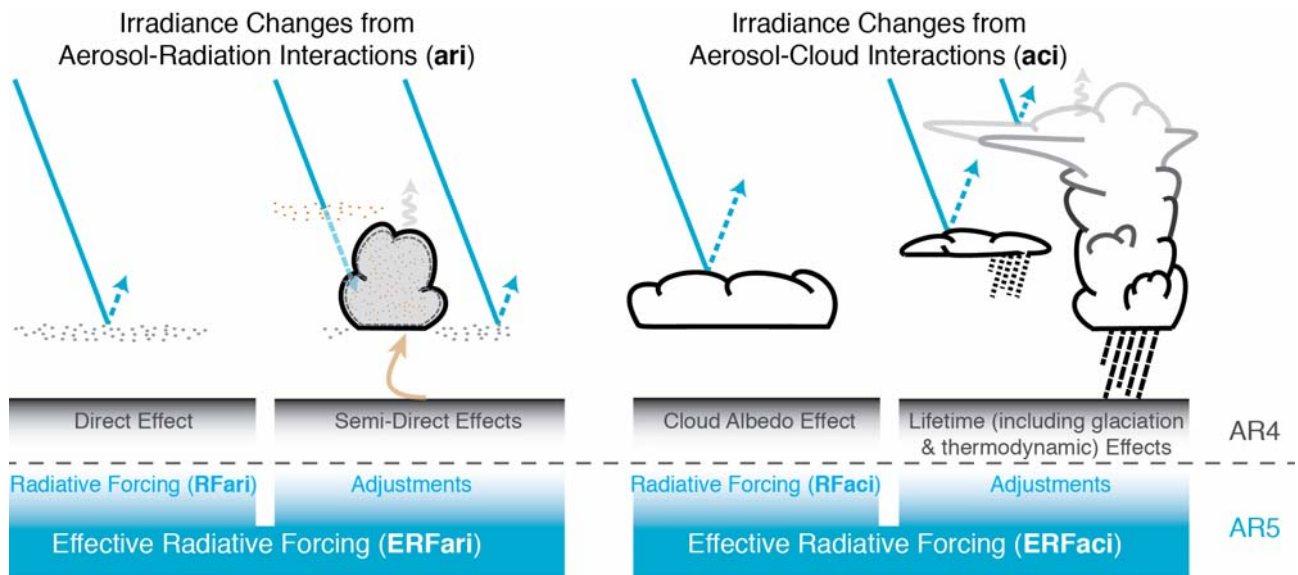 Irradiance Changes from
Aerosol-Radiation Interactions (ari)
Irradiance Changes from
Aerosol-Cloud Interactions (aci)
Direct Effect
Semi-Direct Effects
Cloud Albedo Effect
Lifetime (including glaciation
& thermodynamic) Effects
AR4
Radiative Forcing (RFari)
Adjustments
Radiative Forcing (RFaci)
Adjustments
Effective Radiative Forcing (ERFari)
Effective Radiative Forcing (ERFaci)
AR5